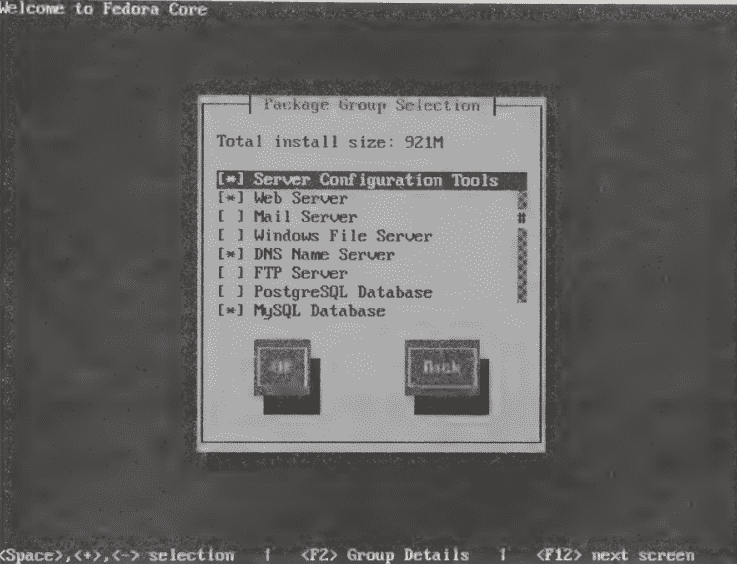 Welcome to Fedora Core
Package Group Selection
Total install size: 921M
[*] Server Configuration Tools
[*] Web Server
[ ] Mail Server
#
[ ] Windows File Server
[*] DNS Name Server
[ ] FTP Server
[ ] PostgreSQL Database
[*] MySQL Database
OK Back
<Space>,<+>,<-> selection | <F2> Group Details | <F12> next screen